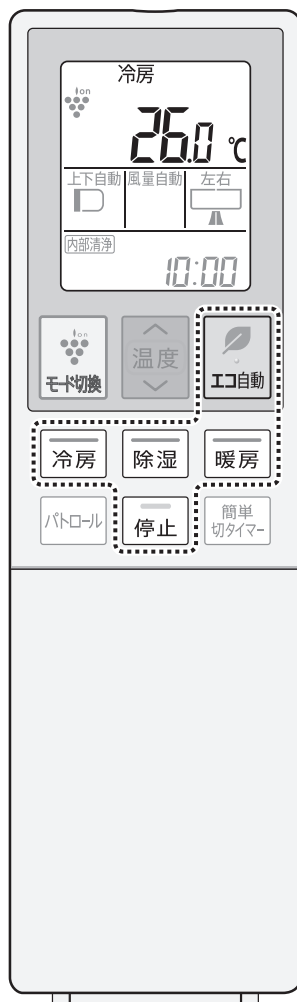 冷房
ion
26.0 ℃
上下自動 風量自動 左右
内部清浄
10:00
ion
モード切換
温度
エコ自動
冷房 除湿 暖房
パトロール 停止 簡単
切タイマー